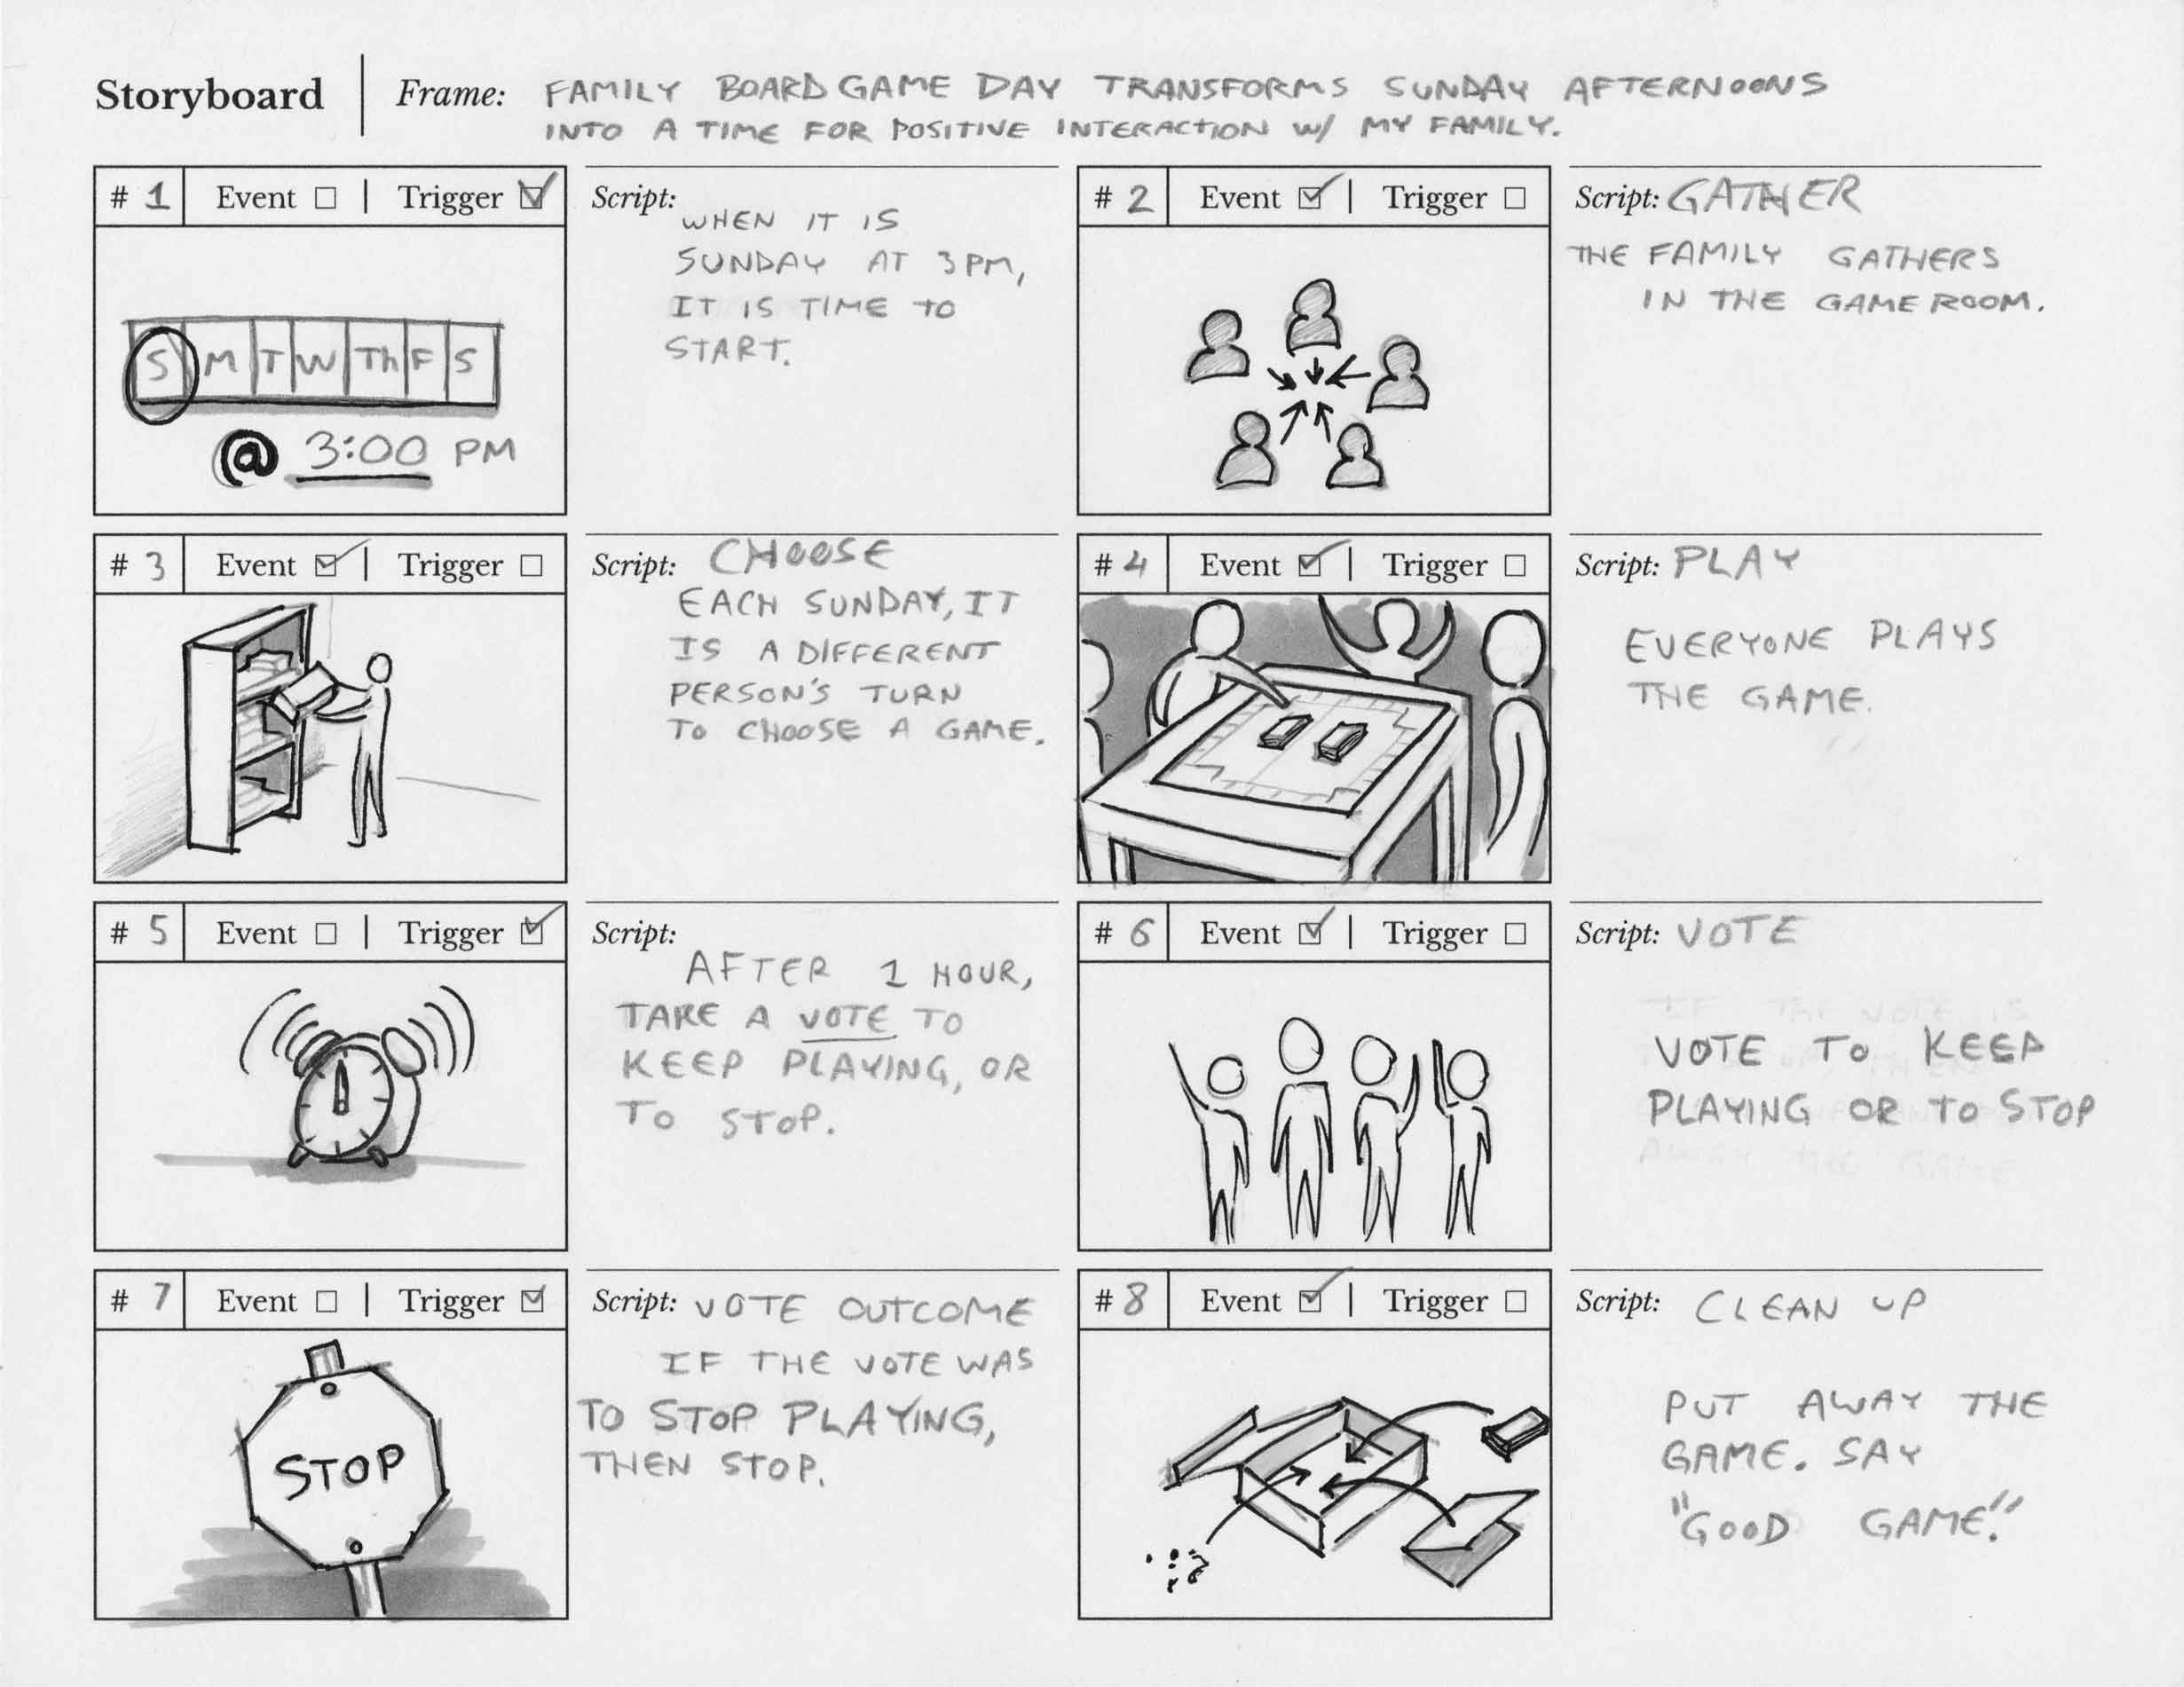 Storyboard | Frame: FAMILY BOARD GAME DAY TRANSFORMS SUNDAY AFTERNOONS
INTO A TIME FOR POSITIVE INTERACTION W/ MY FAMILY.
# 1 Event | Trigger
S M T W Th F S
@ 3:00 PM
Script:
WHEN IT IS
SUNDAY AT 3PM,
IT IS TIME TO
START.
# 2 Event | Trigger
Script: GATHER
THE FAMILY GATHERS
IN THE GAME ROOM.
# 3 Event | Trigger
Script: CHOOSE
EACH SUNDAY, IT
IS A DIFFERENT
PERSON'S TURN
TO CHOOSE A GAME.
# 4 Event | Trigger
Script: PLAY
EVERYONE PLAYS
THE GAME.
# 5 Event | Trigger
Script:
AFTER 1 HOUR,
TAKE A VOTE TO
KEEP PLAYING, OR
TO STOP.
# 6 Event | Trigger
Script: VOTE
VOTE TO KEEP
PLAYING OR TO STOP
# 7 Event | Trigger
STOP
Script: VOTE OUTCOME
IF THE VOTE WAS
TO STOP PLAYING,
THEN STOP.
# 8 Event | Trigger
Script: CLEAN UP
PUT AWAY THE
GAME. SAY
"GOOD GAME."